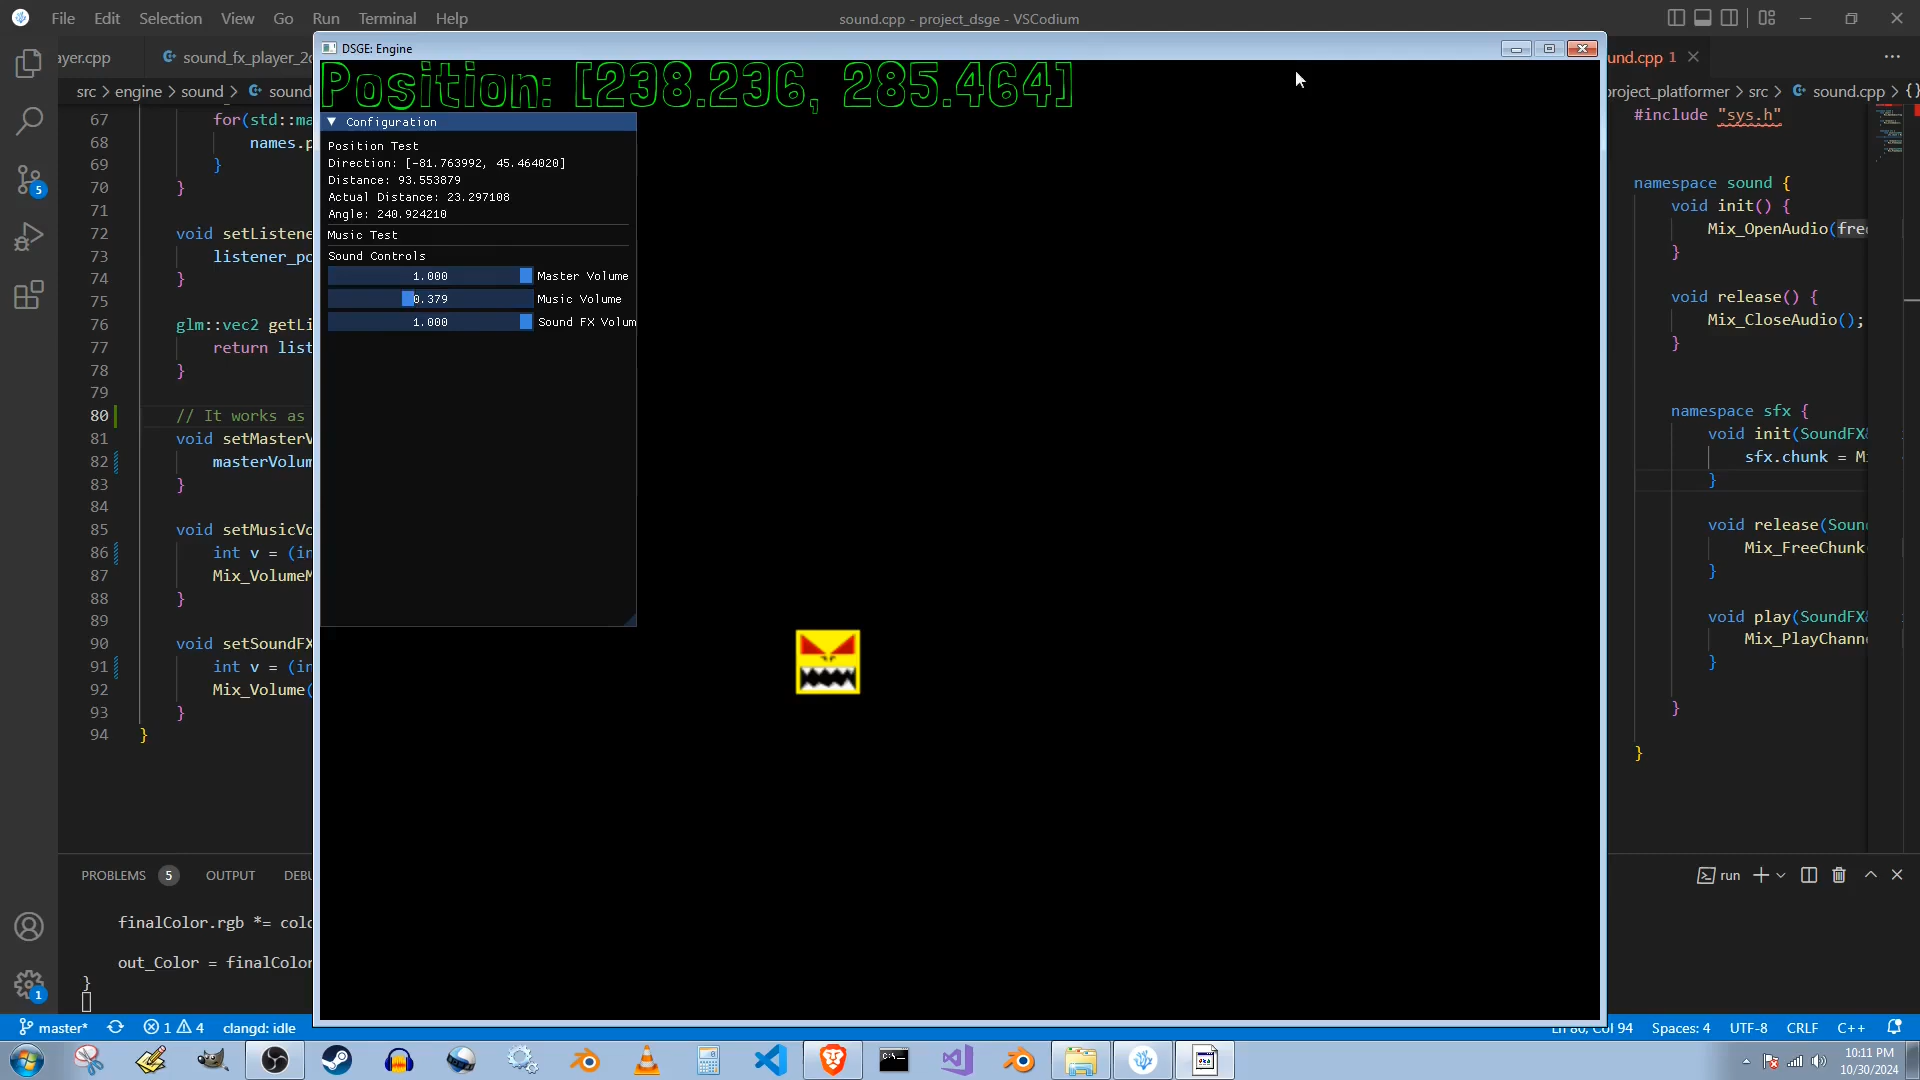 File Edit Selection View Go Run Terminal Help
sound.cpp - project_dsge - VSCodium
ayer.cpp
sound_fx_player_2
und.cpp 1
src > engine > sound >
DSGE: Engine
Position: [238.236, 285.464]
Configuration
Position Test
Direction: [-81.763992, 45.464020]
Distance: 93.553879
Actual Distance: 23.297108
Angle: 240.924210
Music Test
Sound Controls
1.000 Master Volume
0.379 Music Volume
1.000 Sound FX Volum
67 for(std::ma
68 names.p
69 }
70 }
71
72 void setListene
73 listener_po
74 }
75
76 glm::vec2 getLi
77 return list
78 }
79
80 // It works as
81 void setMasterV
82 masterVolum
83 }
84
85 void setMusicVo
86 int v = (in
87 Mix_VolumeM
88 }
89
90 void setSoundFX
91 int v = (in
92 Mix_Volume(
93 }
94 }
roject_platformer > src > sound.cpp > {}
#include "sys.h"
namespace sound {
void init() {
Mix_OpenAudio(fre
}
void release() {
Mix_CloseAudio();
}
namespace sfx {
void init(SoundFX&
sfx.chunk = M
}
void release(Soun
Mix_FreeChunk
}
void play(SoundFX&
Mix_PlayChann
}
}
}
PROBLEMS 5 OUTPUT DEBU
run
finalColor.rgb *= colo
out_Color = finalColor
}
5
1
master* 1 4 clangd: idle
Ln 80, Col 94 Spaces: 4 UTF-8 CRLF C++
10:11 PM
10/30/2024